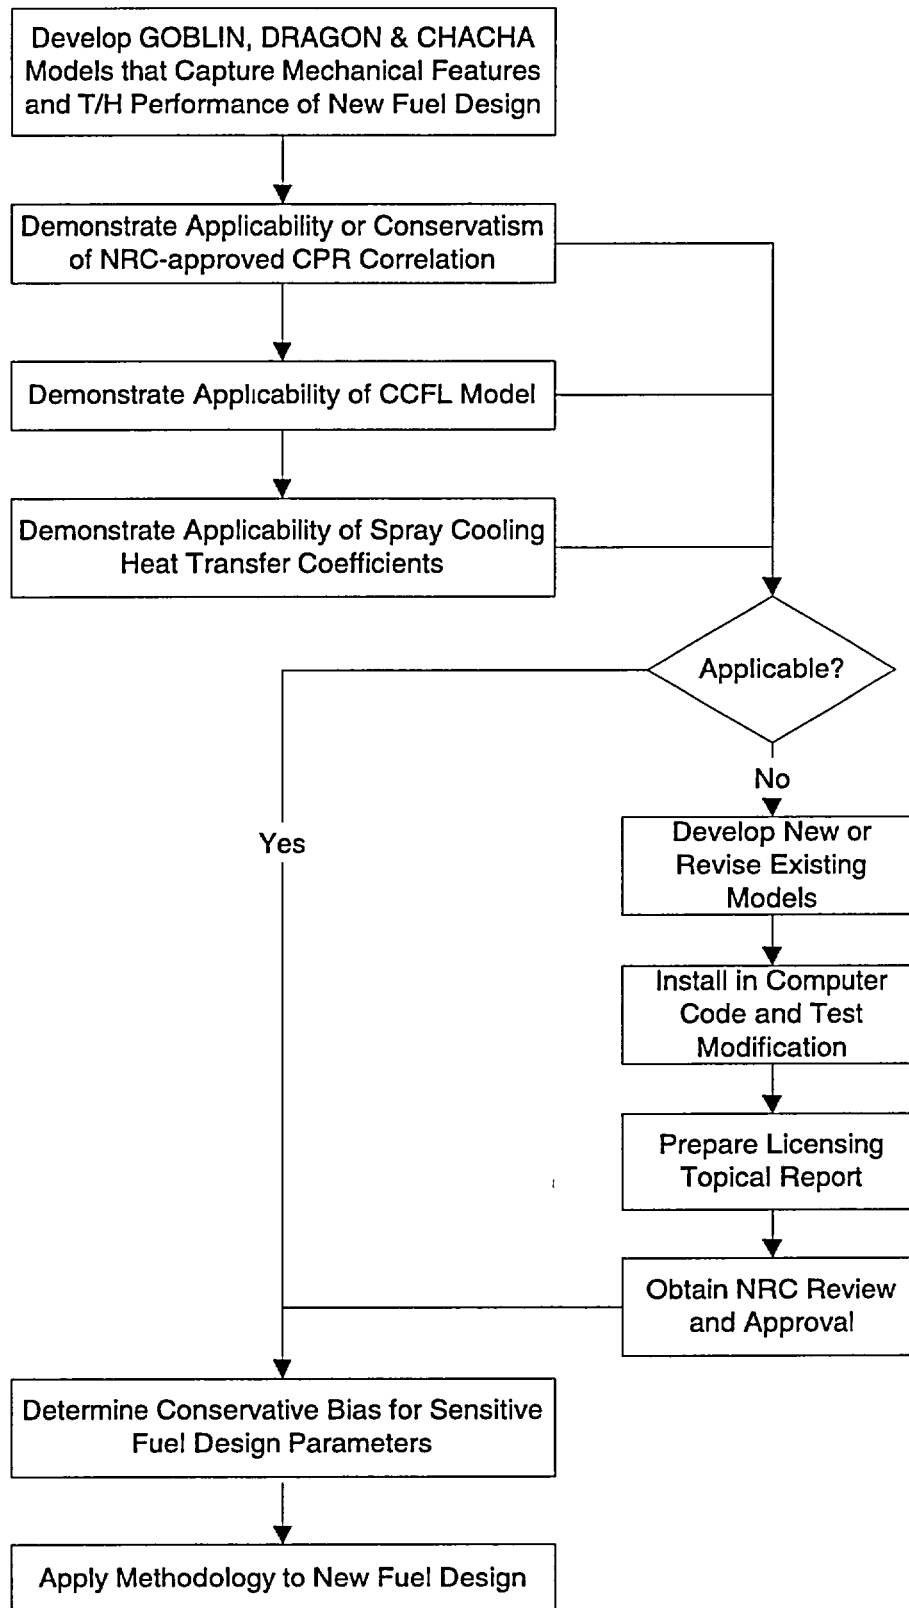 Develop GOBLIN, DRAGON & CHACHA
Models that Capture Mechanical Features
and T/H Performance of New Fuel Design
Demonstrate Applicability or Conservatism
of NRC-approved CPR Correlation
Demonstrate Applicability of CCFL Model
Demonstrate Applicability of Spray Cooling
Heat Transfer Coefficients
Applicable?
No
Yes
Develop New or
Revise Existing
Models
Install in Computer
Code and Test
Modification
Prepare Licensing
Topical Report
Obtain NRC Review
and Approval
Determine Conservative Bias for Sensitive
Fuel Design Parameters
Apply Methodology to New Fuel Design